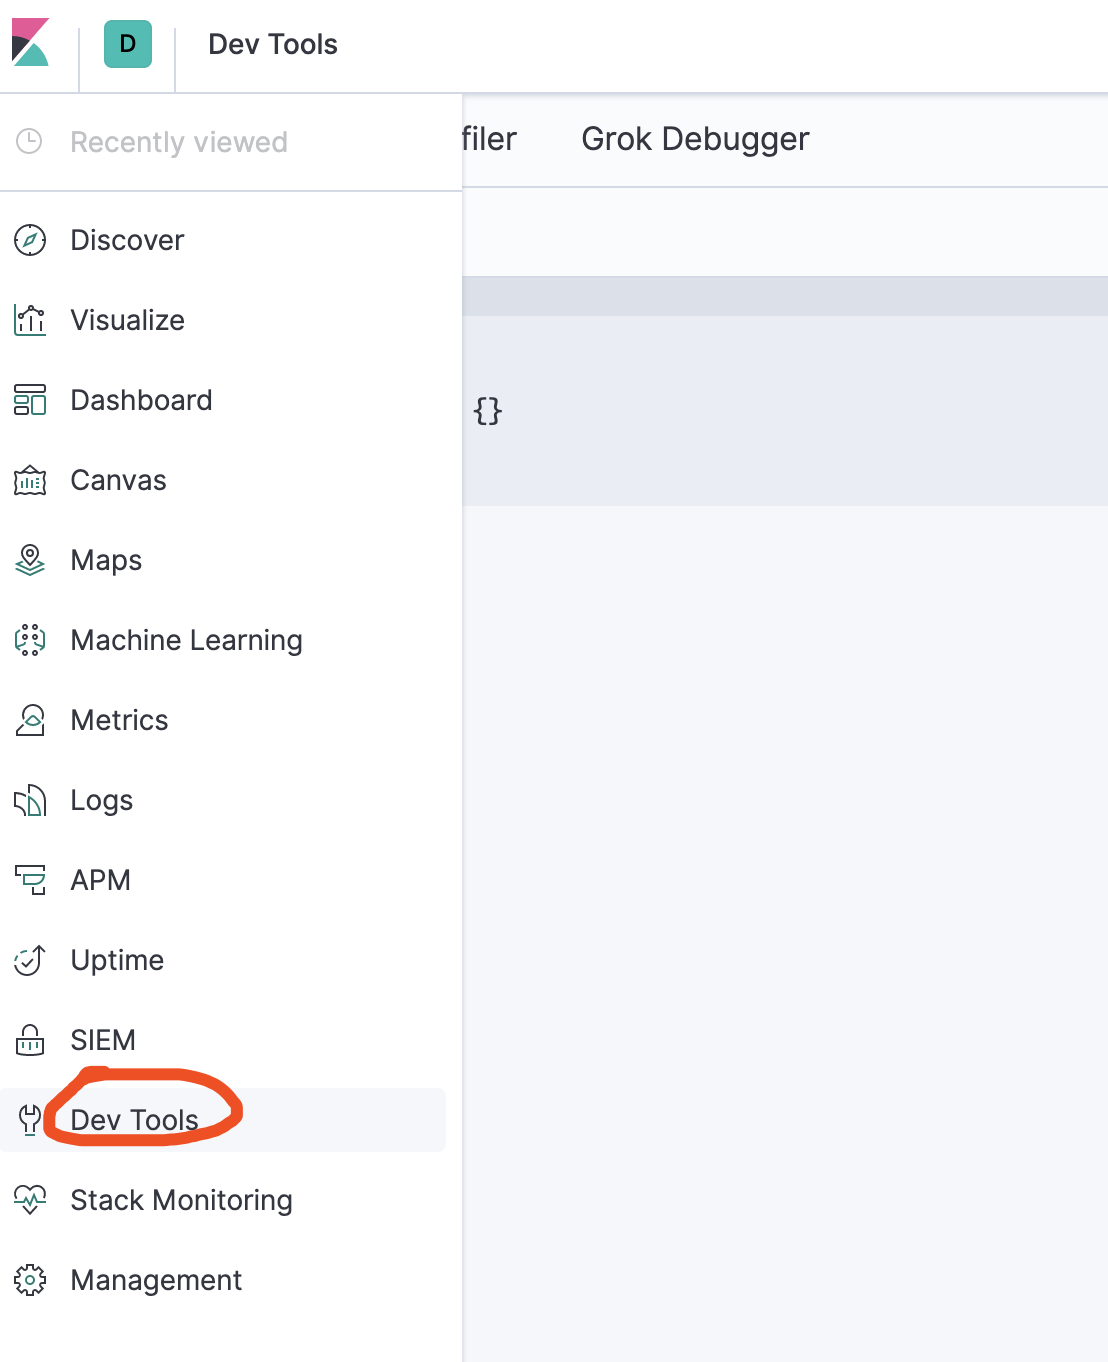 D Dev Tools
Recently viewed
filer Grok Debugger
Discover
Visualize
Dashboard
{}
Canvas
Maps
Machine Learning
Metrics
Logs
APM
Uptime
SIEM
Dev Tools
Stack Monitoring
Management